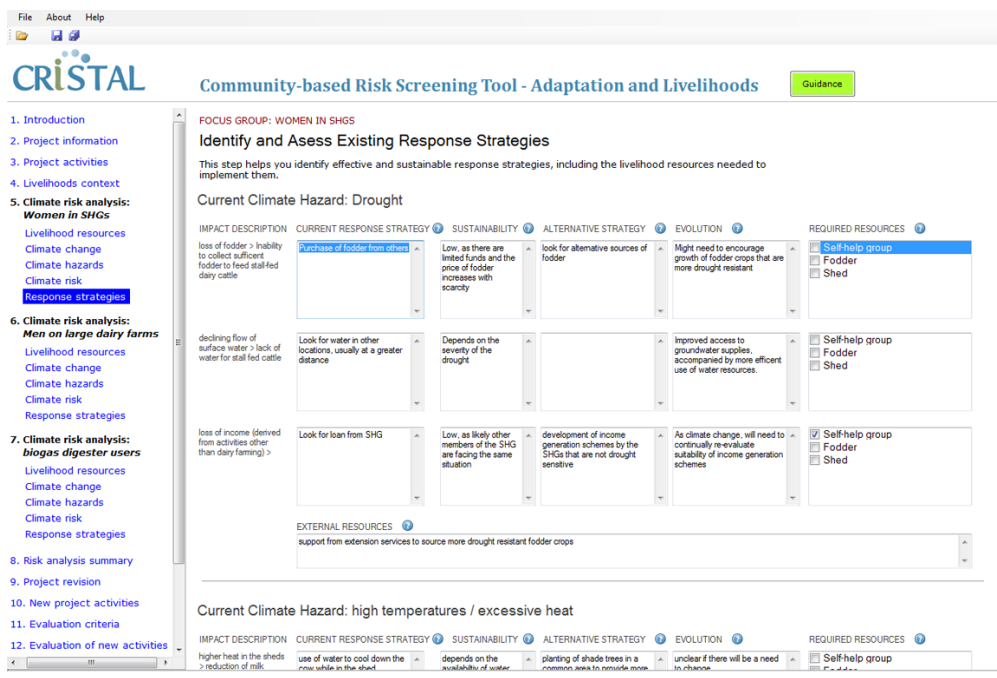 File About Help
CRiSTAL
Community-based Risk Screening Tool - Adaptation and Livelihoods
Guidance
1. Introduction
2. Project information
3. Project activities
4. Livelihoods context
5. Climate risk analysis:
Women in SHGs
Livelihood resources
Climate change
Climate hazards
Climate risk
Response strategies
6. Climate risk analysis:
Men on large dairy farms
Livelihood resources
Climate change
Climate hazards
Climate risk
Response strategies
7. Climate risk analysis:
biogas digester users
Livelihood resources
Climate change
Climate hazards
Climate risk
Response strategies
8. Risk analysis summary
9. Project revision
10. New project activities
11. Evaluation criteria
12. Evaluation of new activities
FOCUS GROUP: WOMEN IN SHGS
Identify and Asess Existing Response Strategies
This step helps you identify effective and sustainable response strategies, including the livelihood resources needed to
implement them.
Current Climate Hazard: Drought
IMPACT DESCRIPTION CURRENT RESPONSE STRATEGY ? SUSTAINABILITY ? ALTERNATIVE STRATEGY ? EVOLUTION ? REQUIRED RESOURCES ?
loss of fodder > Inability
to collect sufficent
fodder to feed stall-fed
dairy cattle
Purchase of fodder from others
Low, as there are
limited funds and the
price of fodder
increases with
scarcity
look for alternative sources of
fodder
Might need to encourage
growth of fodder crops that are
more drought resistant
Self-help group
Fodder
Shed
declining flow of
surface water > lack of
water for stall fed cattle
Look for water in other
locations, usually at a greater
distance
Depends on the
severity of the
drought
Improved access to
groundwater supplies,
accompanied by more efficent
use of water resources.
Self-help group
Fodder
Shed
loss of income (derived
from activities other
than dairy farming) >
Look for loan from SHG
Low, as likely other
members of the SHG
are facing the same
situation
development of income
generation schemes by the
SHGs that are not drought
sensitive
As climate change, will need to
continually re-evaluate
suitability of income generation
schemes
Self-help group
Fodder
Shed
EXTERNAL RESOURCES ?
support from extension services to source more drought resistant fodder crops
Current Climate Hazard: high temperatures / excessive heat
IMPACT DESCRIPTION CURRENT RESPONSE STRATEGY ? SUSTAINABILITY ? ALTERNATIVE STRATEGY ? EVOLUTION ? REQUIRED RESOURCES ?
higher heat in the sheds
> reduction of milk
use of water to cool down the
cow while in the shed
depends on the
availability of water
planting of shade trees in a
common area to provide more
unclear if there will be a need
to change
Self-help group
Fodder